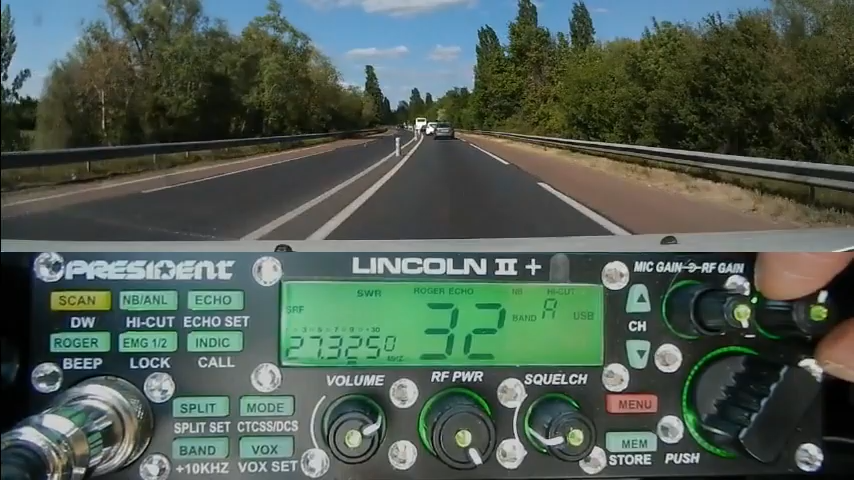 PRESIDENT
LINCOLN II +
MIC GAIN RF GAIN
SCAN
NB/ANL
ECHO
DW
HI-CUT
ECHO SET
ROGER
EMG 1/2
INDIC
BEEP
LOCK
CALL
SWR
ROGER ECHO
NB
HI-CUT
SRF
32
BAND A
USB
27.3250
CH
VOLUME
RF PWR
SQUELCH
SPLIT
MODE
MENU
SPLIT SET
CTCSS/DCS
BAND
VOX
MEM
+10KHZ
VOX SET
STORE
PUSH